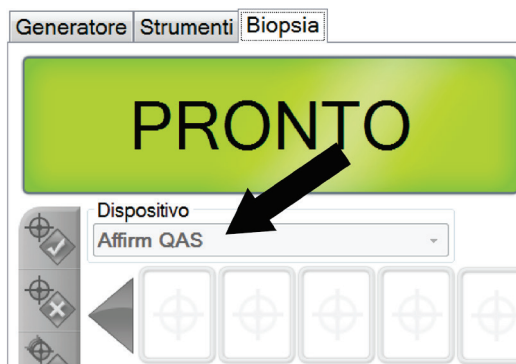 Generatore Strumenti Biopsia
PRONTO
Dispositivo
Affirm QAS